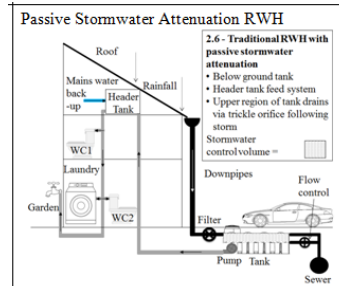 Passive Stormwater Attenuation RWH
Roof
Mains water
back
-up
Header
Tank
Rainfall
2.6 - Traditional RWH with
passive stormwater
attenuation
• Below ground tank
• Header tank feed system
• Upper region of tank drains
via trickle orifice following
storm
Stormwater
control volume =
WC1
Laundry
Garden
WC2
Downpipes
Flow
control
Filter
Pump
Tank
Sewer